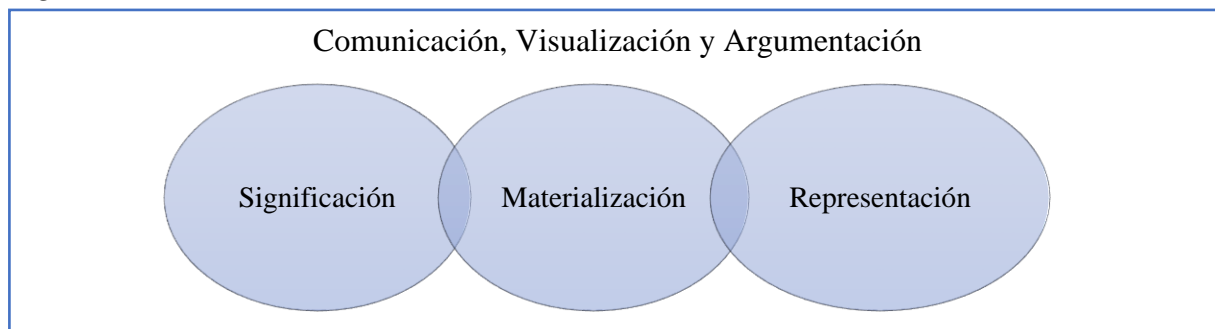 Comunicación, Visualización y Argumentación
Significación
Materialización
Representación